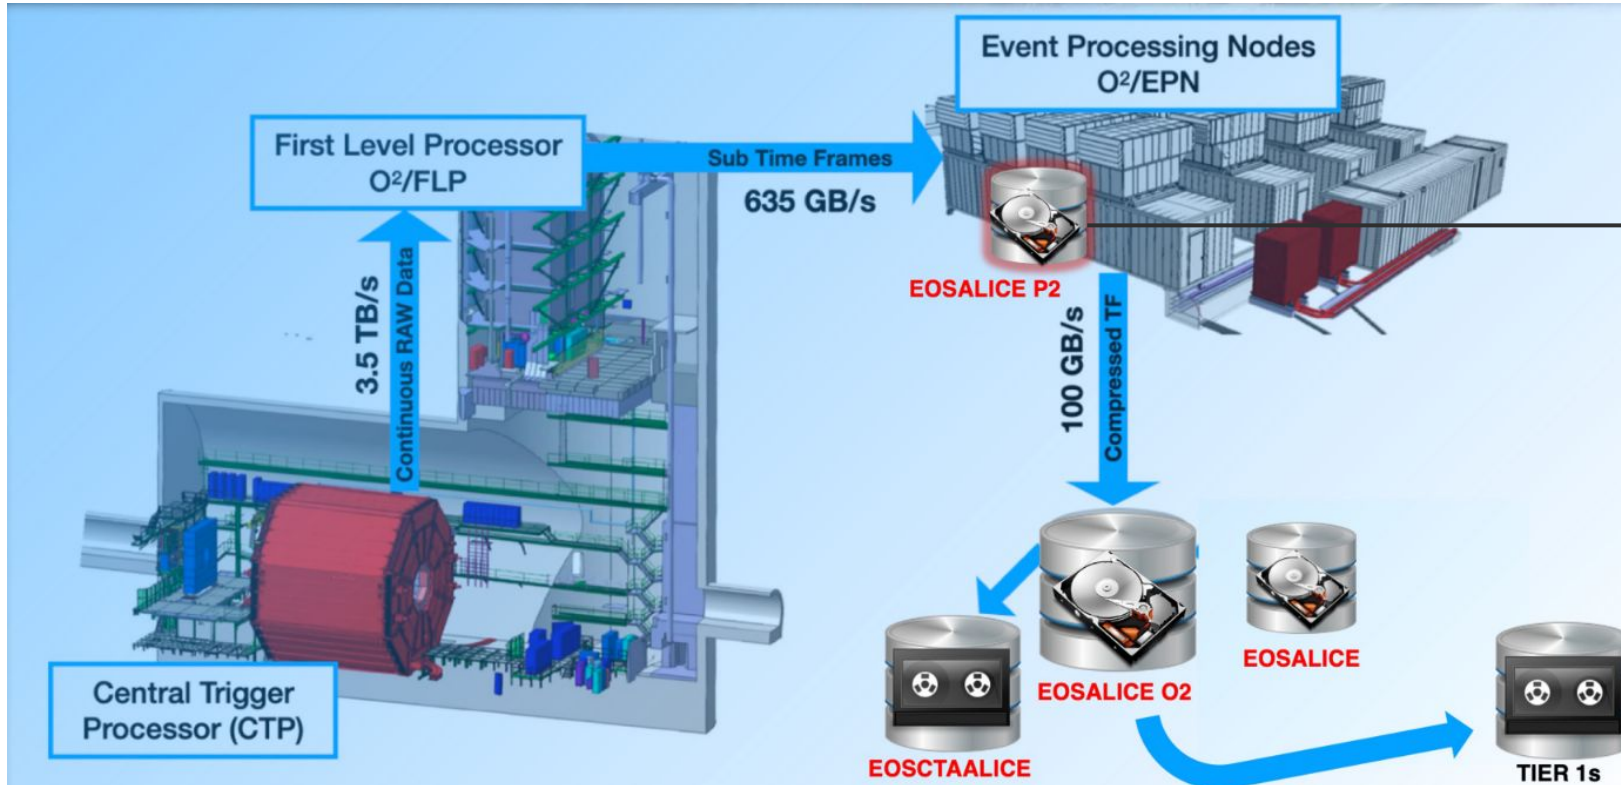 Event Processing Nodes
O²/EPN
First Level Processor
O²/FLP
Sub Time Frames
635 GB/s
EOSALICE P2
3.5 TB/s
Continuous RAW Data
100 GB/s
Compressed TF
EOSALICE
EOSALICE O2
Central Trigger
Processor (CTP)
EOSCTAALICE
TIER 1s